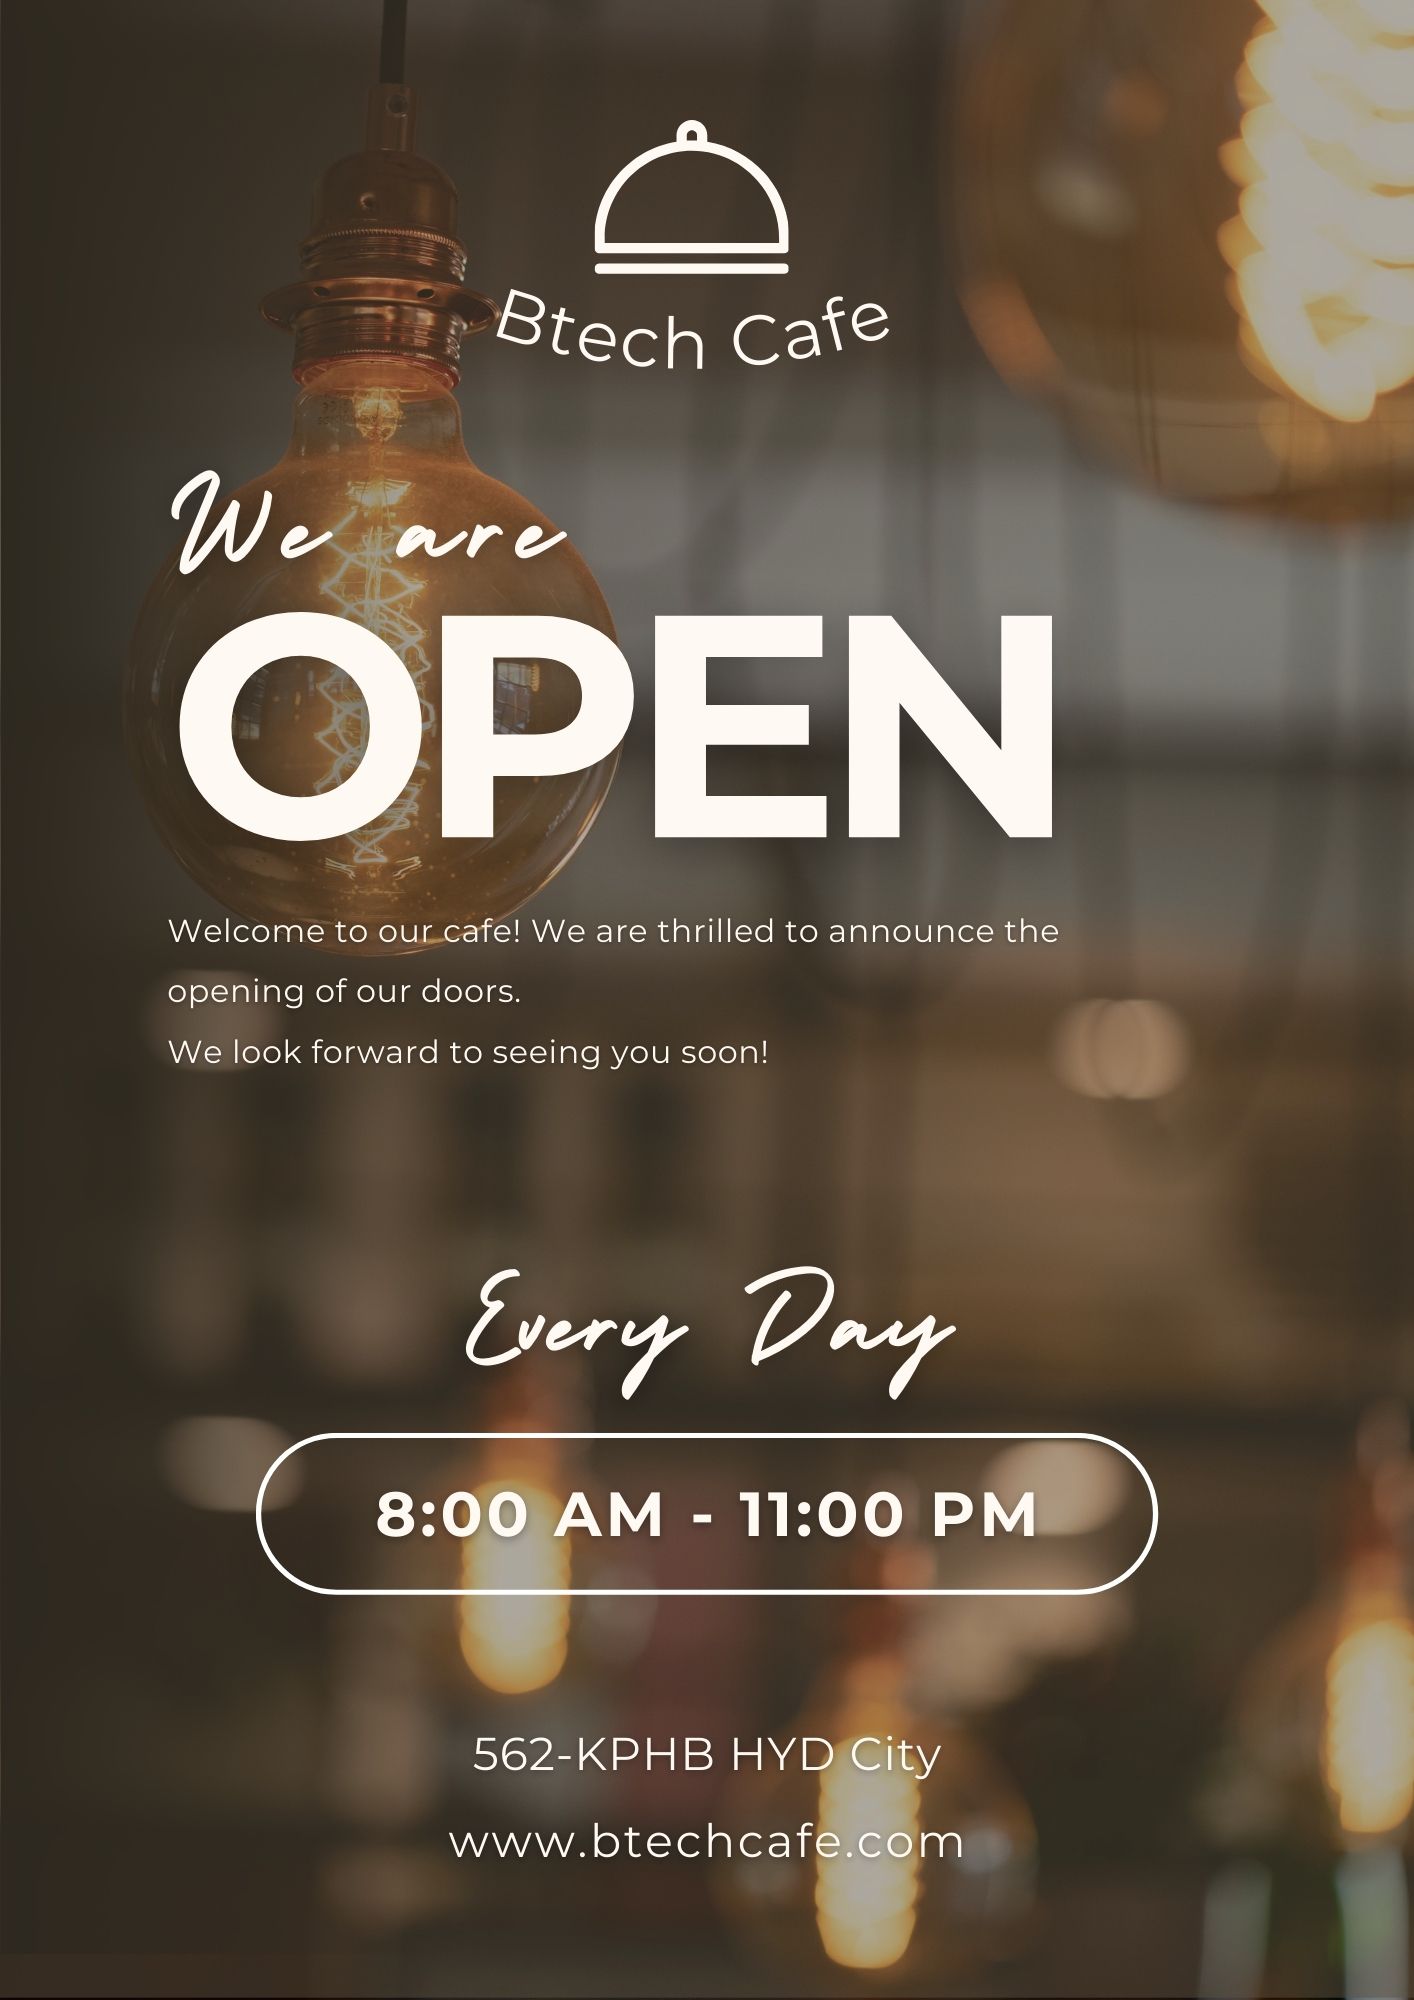 Btech Cafe
We are
OPEN
Welcome to our cafe! We are thrilled to announce the
opening of our doors.
We look forward to seeing you soon!
Every Day
8:00 AM - 11:00 PM
562-KPHB HYD City
www.btechcafe.com